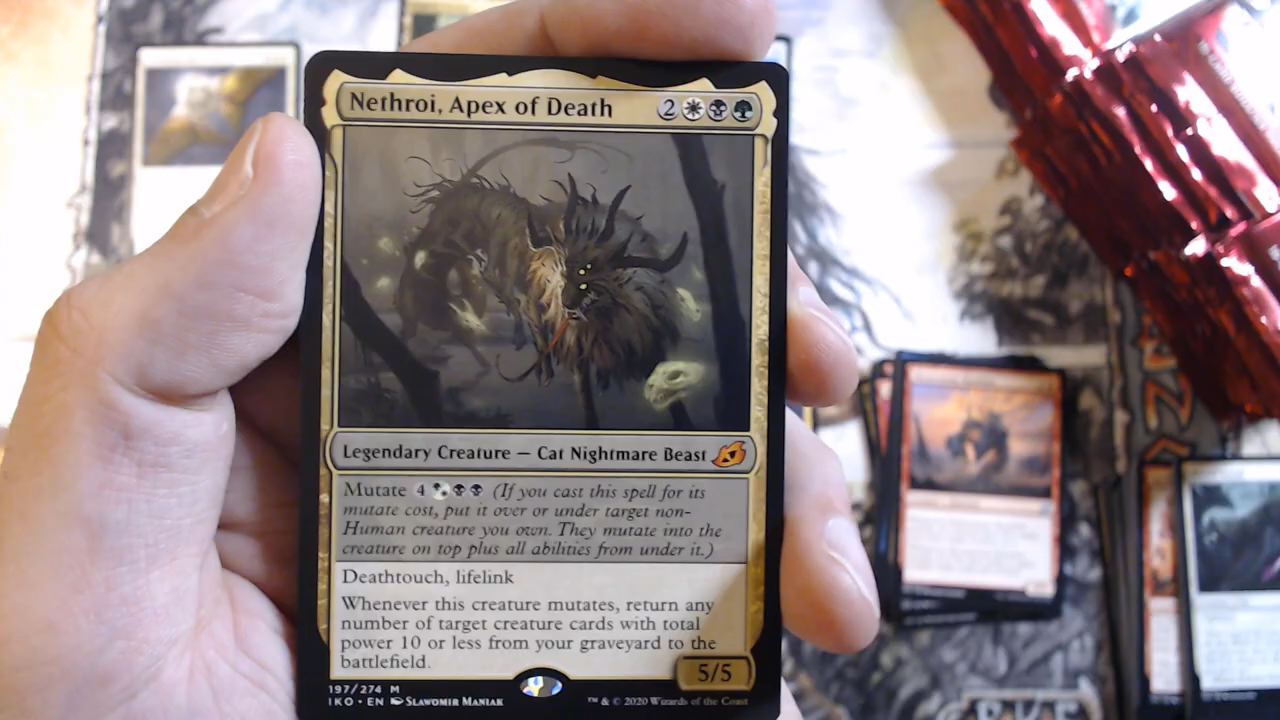 Nethroi, Apex of Death 2
Legendary Creature — Cat Nightmare Beast
Mutate 4 (If you cast this spell for its
mutate cost, put it over or under target non-
Human creature you own. They mutate into the
creature on top plus all abilities from under it.)
Deathtouch, lifelink
Whenever this creature mutates, return any
number of target creature cards with total
power 10 or less from your graveyard to the
battlefield.
5/5
197/274 M
IKO • EN Slawomir Maniak
™ & © 2020 Wizards of the Coast